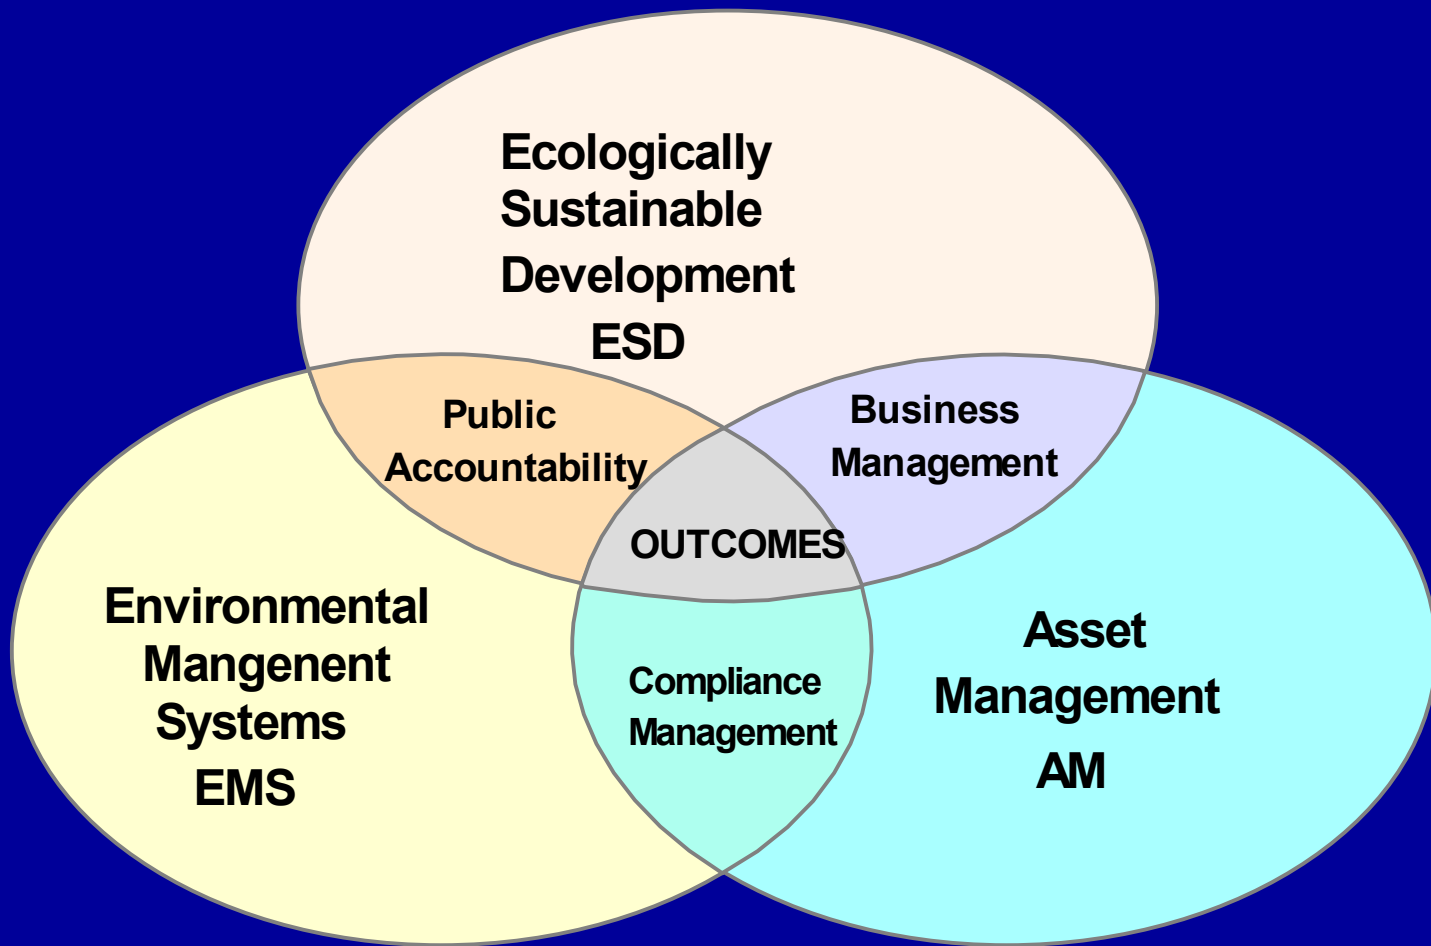 Ecologically
Sustainable
Development
ESD
Public
Accountability
Business
Management
OUTCOMES
Environmental
Mangenent
Systems
EMS
Compliance
Management
Asset
Management
AM